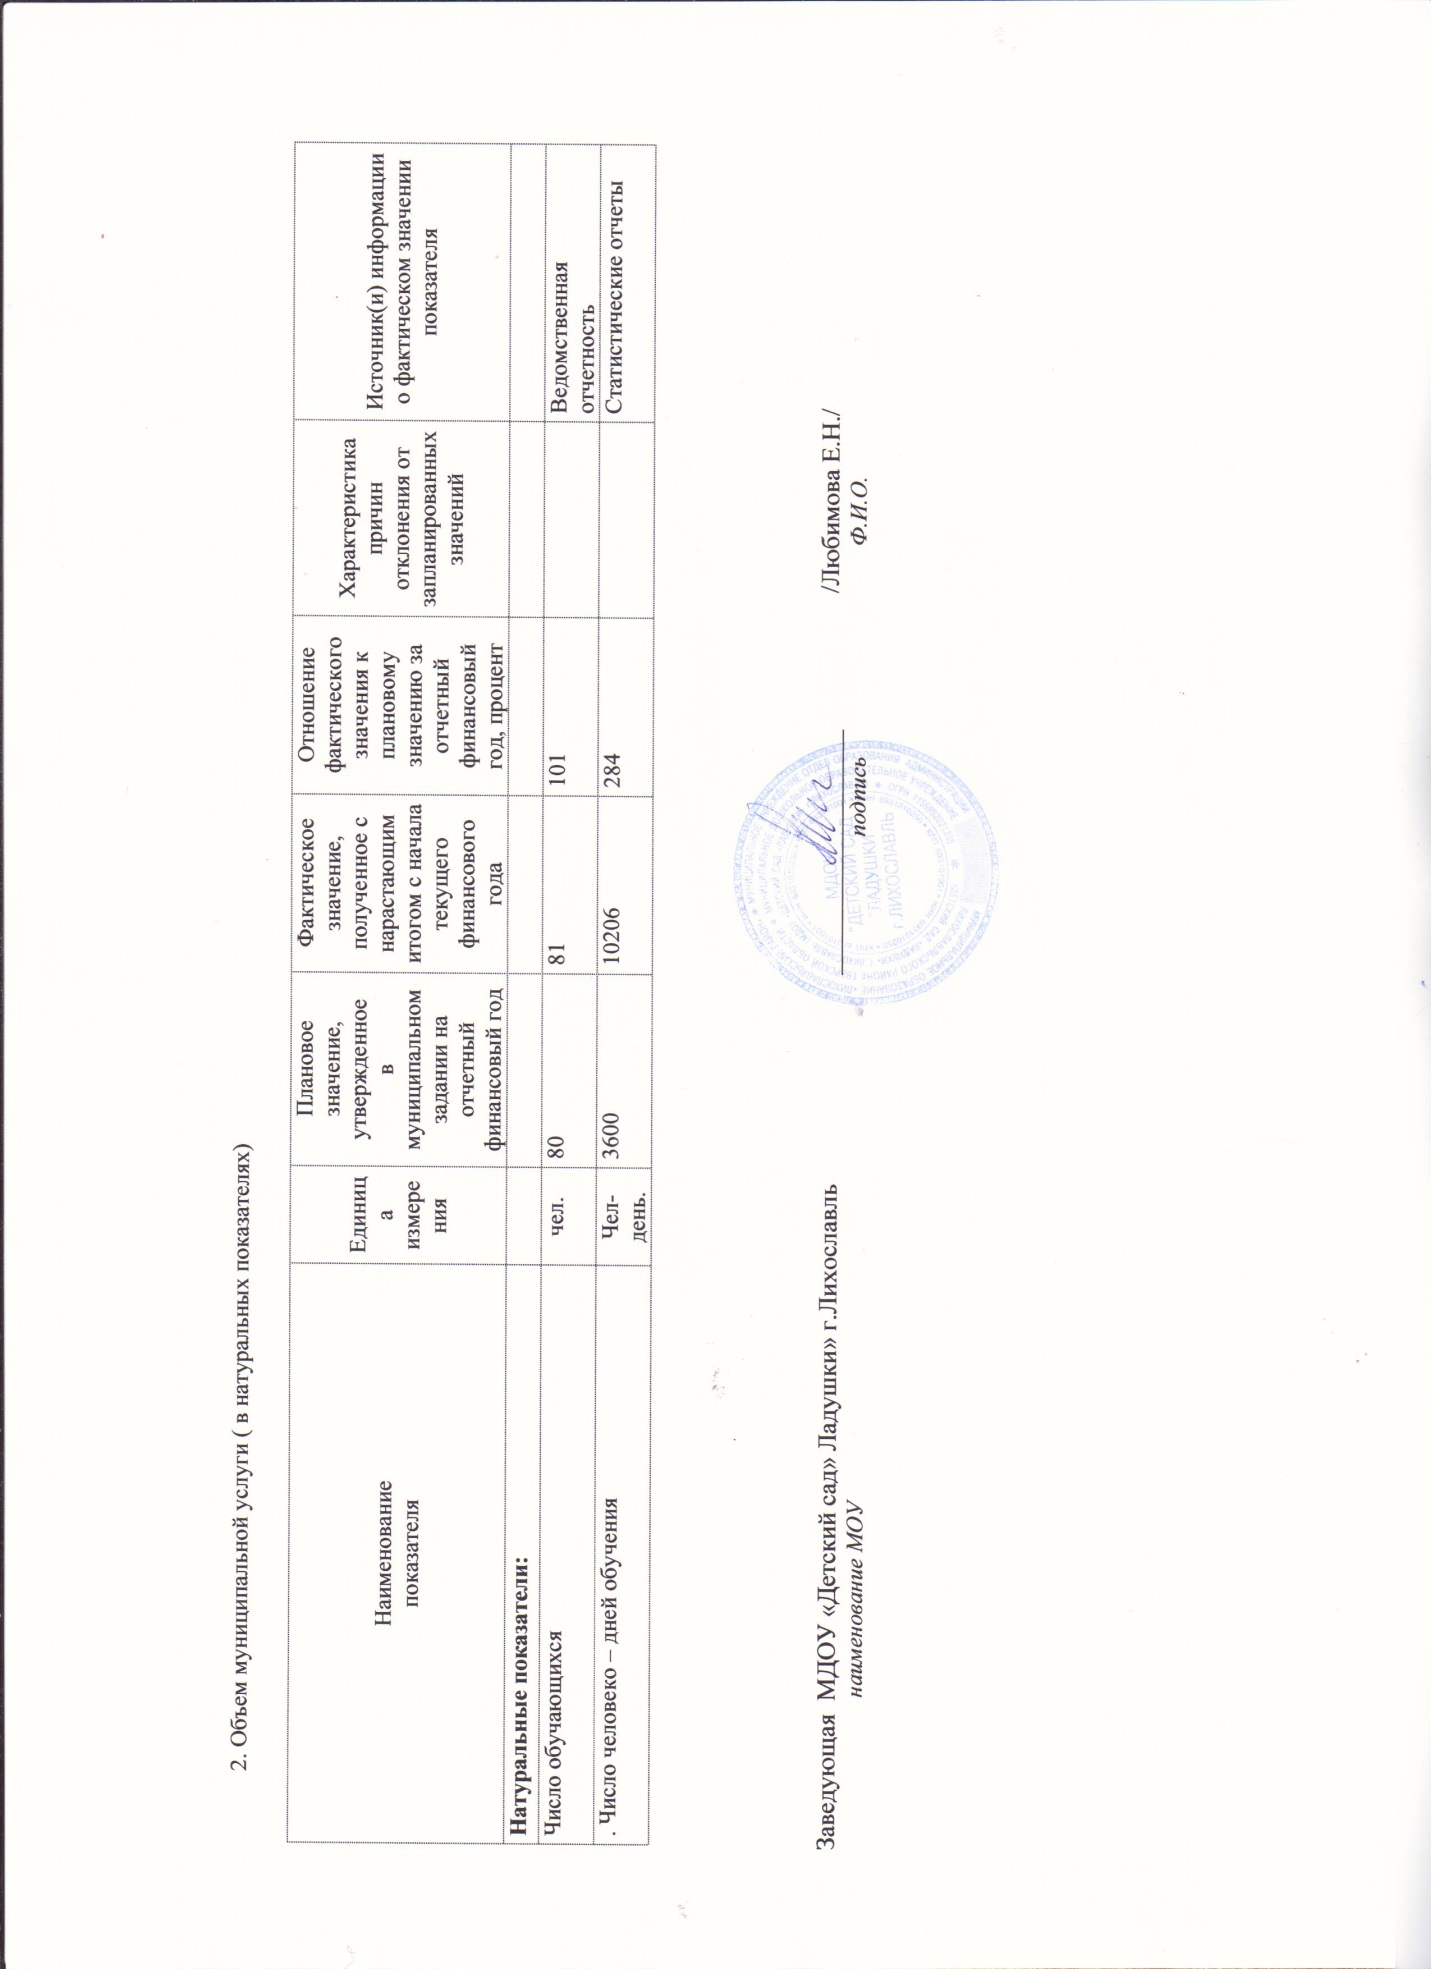 2. Объем муниципальной услуги ( в натуральных показателях)
Наименование
показателя
Единиц
а
измере
ния
Плановое
значение,
утвержденное
в
муниципальном
задании на
отчетный
финансовый год
Фактическое
значение,
полученное с
нарастающим
итогом с начала
текущего
финансового
года
Отношение
фактического
значения к
плановому
значению за
отчетный
финансовый
год, процент
Характеристика
причин
отклонения от
запланированных
значений
Источник(и) информации
о фактическом значении
показателя
Натуральные показатели:
Число обучающихся
чел.
80
81
101
Ведомственная
отчетность
. Число человеко – дней обучения
Чел-
день.
3600
10206
284
Статистические отчеты
Заведующая МДОУ «Детский сад» Ладушки» г.Лихославль
/Любимова Е.Н./
наименование МОУ
подпись
Ф.И.О.
МДОУ
"ДЕТСКИЙ САД
"ЛАДУШКИ"
г.ЛИХОСЛАВЛЬ